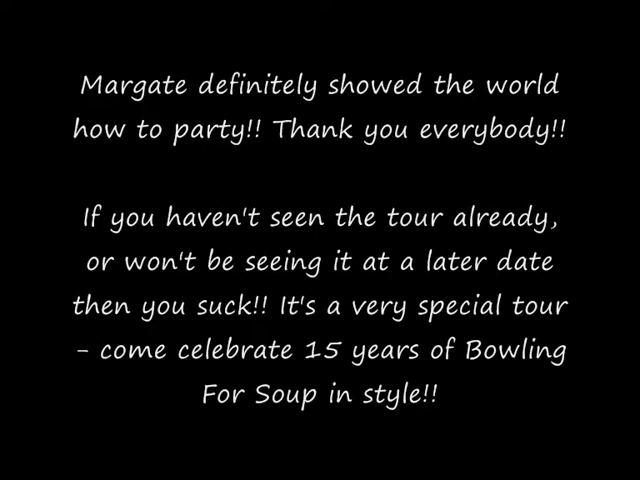 Margate definitely showed the world
how to party!! Thank you everybody!!
If you haven't seen the tour already,
or won't be seeing it at a later date
then you suck!! It's a very special tour
- come celebrate 15 years of Bowling
For Soup in style!!